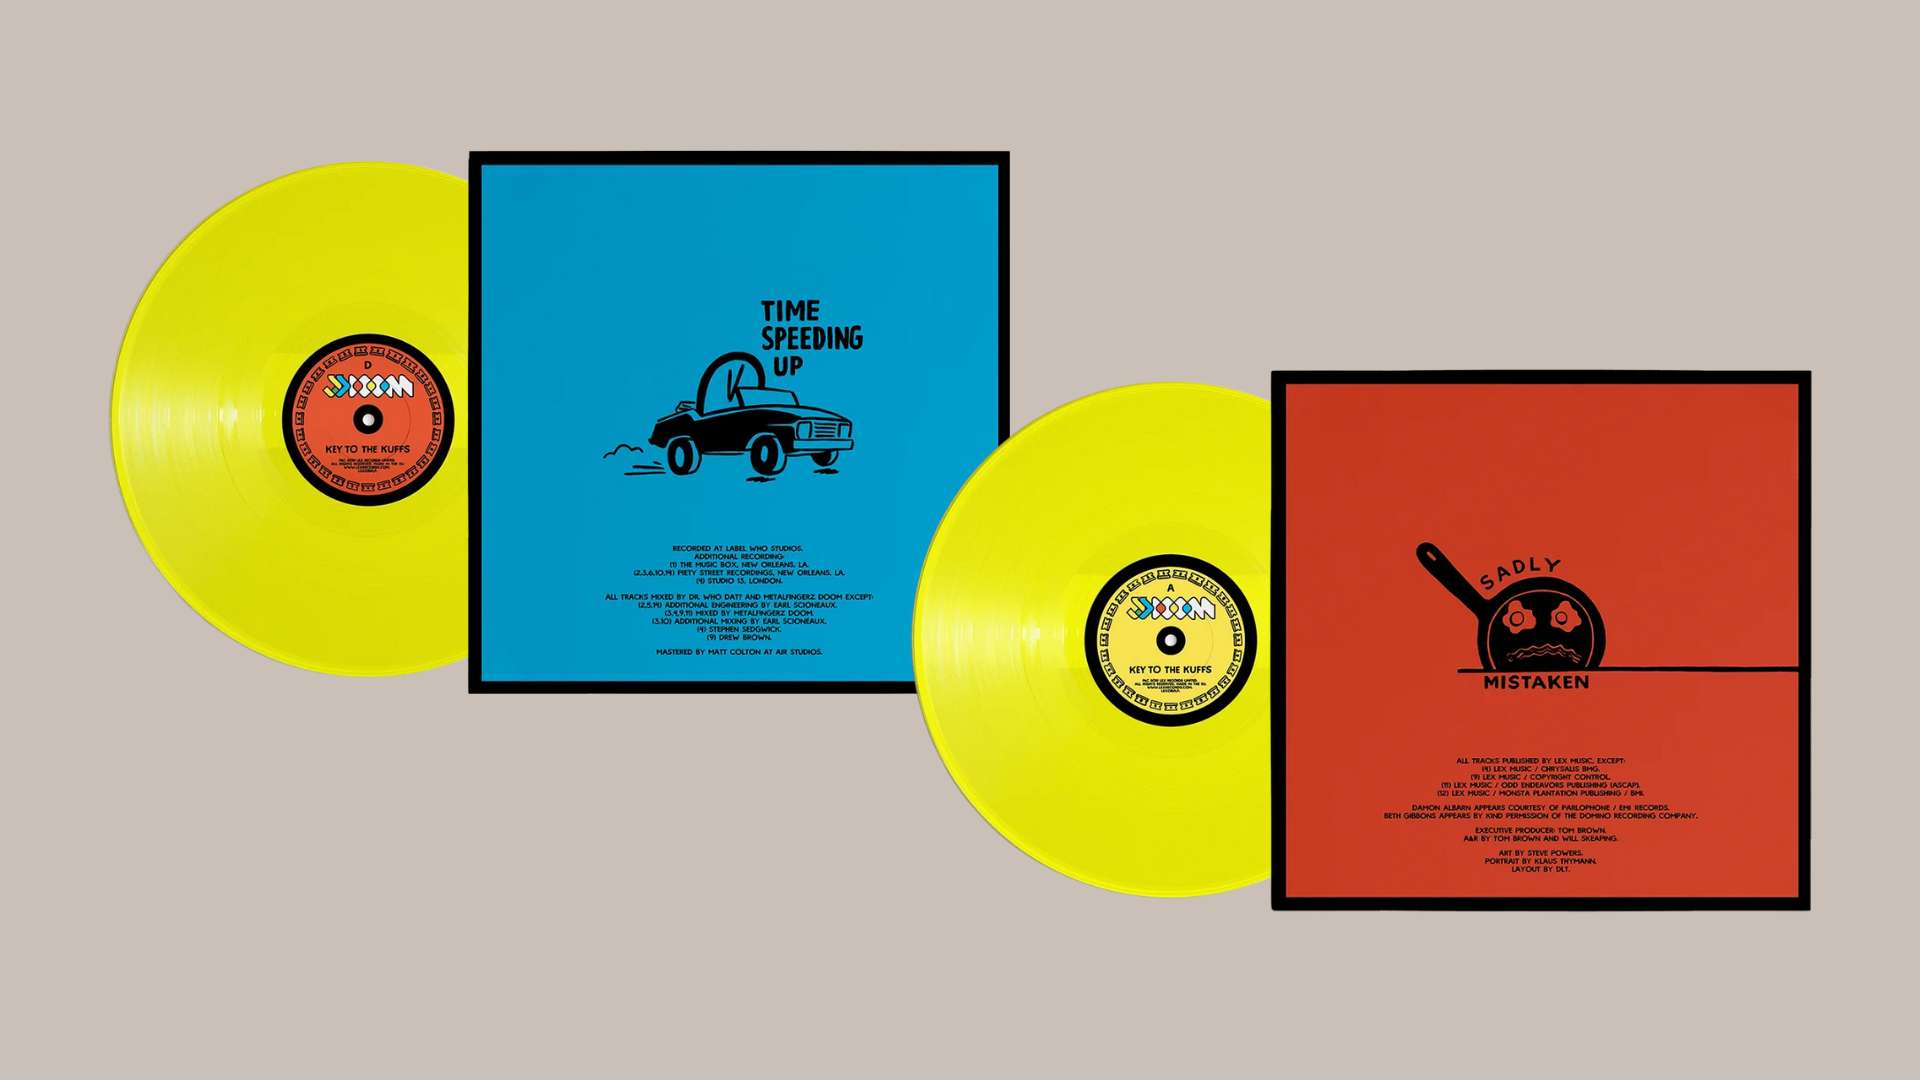 D
JJ DOOM
KEY TO THE KUFFS
TIME
SPEEDING
UP
K
RECORDED AT LABEL WHO STUDIOS.
ADDITIONAL RECORDING:
(1) THE MUSIC BOX, NEW ORLEANS, LA.
(2,3,6,10,14) PIETY STREET RECORDINGS, NEW ORLEANS, LA.
(4) STUDIO 13, LONDON.
ALL TRACKS MIXED BY DR. WHO DAT? AND METALFINGERZ DOOM EXCEPT:
(2,5,14) ADDITIONAL ENGINEERING BY EARL SCIONEAUX.
(3,4,9,11) MIXED BY METALFINGERZ DOOM.
(3,10) ADDITIONAL MIXING BY EARL SCIONEAUX.
(4) STEPHEN SEDGWICK.
(9) DREW BROWN.
MASTERED BY MATT COLTON AT AIR STUDIOS.
A
JJ DOOM
KEY TO THE KUFFS
SADLY
MISTAKEN
ALL TRACKS PUBLISHED BY LEX MUSIC, EXCEPT:
(4) LEX MUSIC / CHRYSALIS BMG.
(9) LEX MUSIC / COPYRIGHT CONTROL.
(11) LEX MUSIC / ODD ENDEAVORS PUBLISHING (ASCAP).
(12) LEX MUSIC / MONSTA PLANTATION PUBLISHING / BMI.
DAMON ALBARN APPEARS COURTESY OF PARLOPHONE / EMI RECORDS.
BETH GIBBONS APPEARS BY KIND PERMISSION OF THE DOMINO RECORDING COMPANY.
EXECUTIVE PRODUCER: TOM BROWN.
A&R BY TOM BROWN AND WILL SKEAPING.
ART BY STEVE POWERS.
PORTRAIT BY KLAUS THYMANN.
LAYOUT BY DLT.